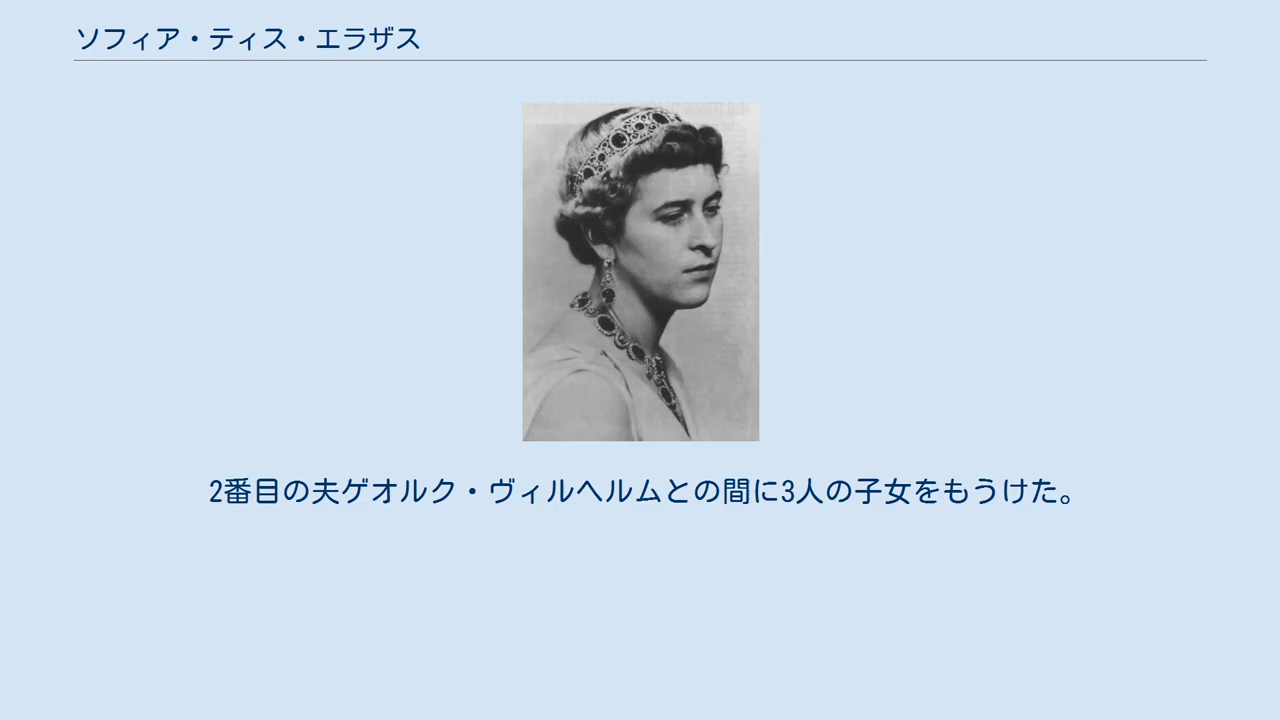 ソフィア・ティス・エラザス
2番目の夫ゲオルク・ヴィルヘルムとの間に3人の子女をもうけた。